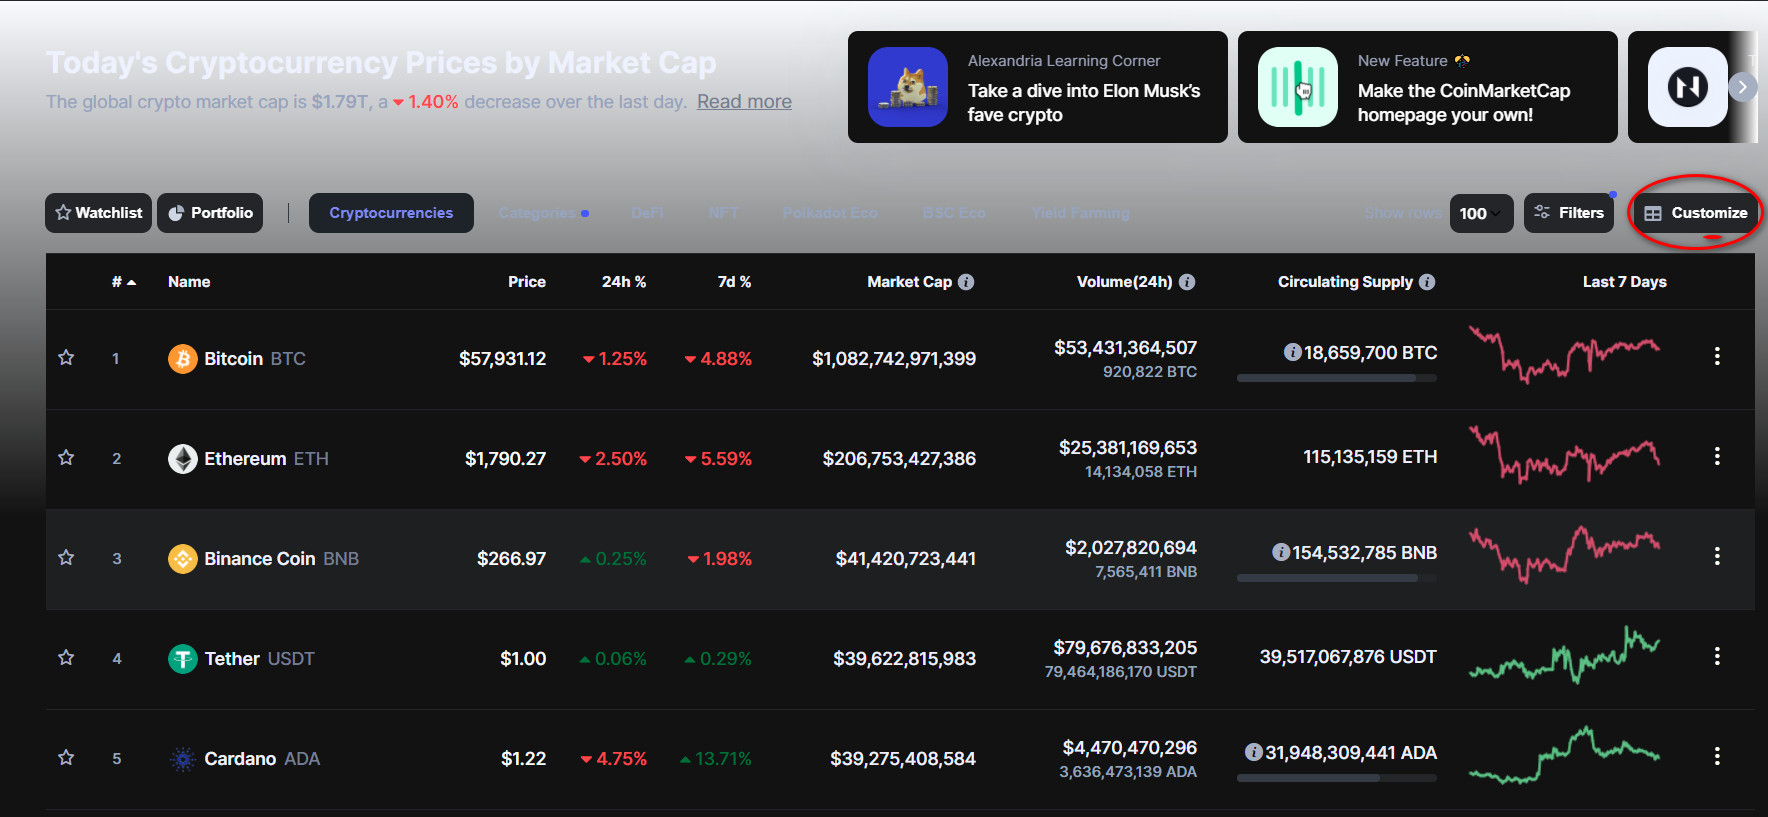 Today's Cryptocurrency Prices by Market Cap
The global crypto market cap is $1.79T, a 1.40% decrease over the last day. Read more
Alexandria Learning Corner
Take a dive into Elon Musk's
fave crypto
New Feature
Make the CoinMarketCap
homepage your own!
Watchlist Portfolio Cryptocurrencies Categories DeFi NFT Polkadot Eco BSC Eco Yield Farming Show rows 100 Filters Customize
# Name Price 24h % 7d % Market Cap Volume(24h) Circulating Supply Last 7 Days
1 Bitcoin BTC $57,931.12 1.25% 4.88% $1,082,742,971,399 $53,431,364,507 18,659,700 BTC
920,822 BTC
2 Ethereum ETH $1,790.27 2.50% 5.59% $206,753,427,386 $25,381,169,653 115,135,159 ETH
14,134,058 ETH
3 Binance Coin BNB $266.97 0.25% 1.98% $41,420,723,441 $2,027,820,694 154,532,785 BNB
7,565,411 BNB
4 Tether USDT $1.00 0.06% 0.29% $39,622,815,983 $79,676,833,205 39,517,067,876 USDT
79,464,186,170 USDT
5 Cardano ADA $1.22 4.75% 13.71% $39,275,408,584 $4,470,470,296 31,948,309,441 ADA
3,636,473,139 ADA